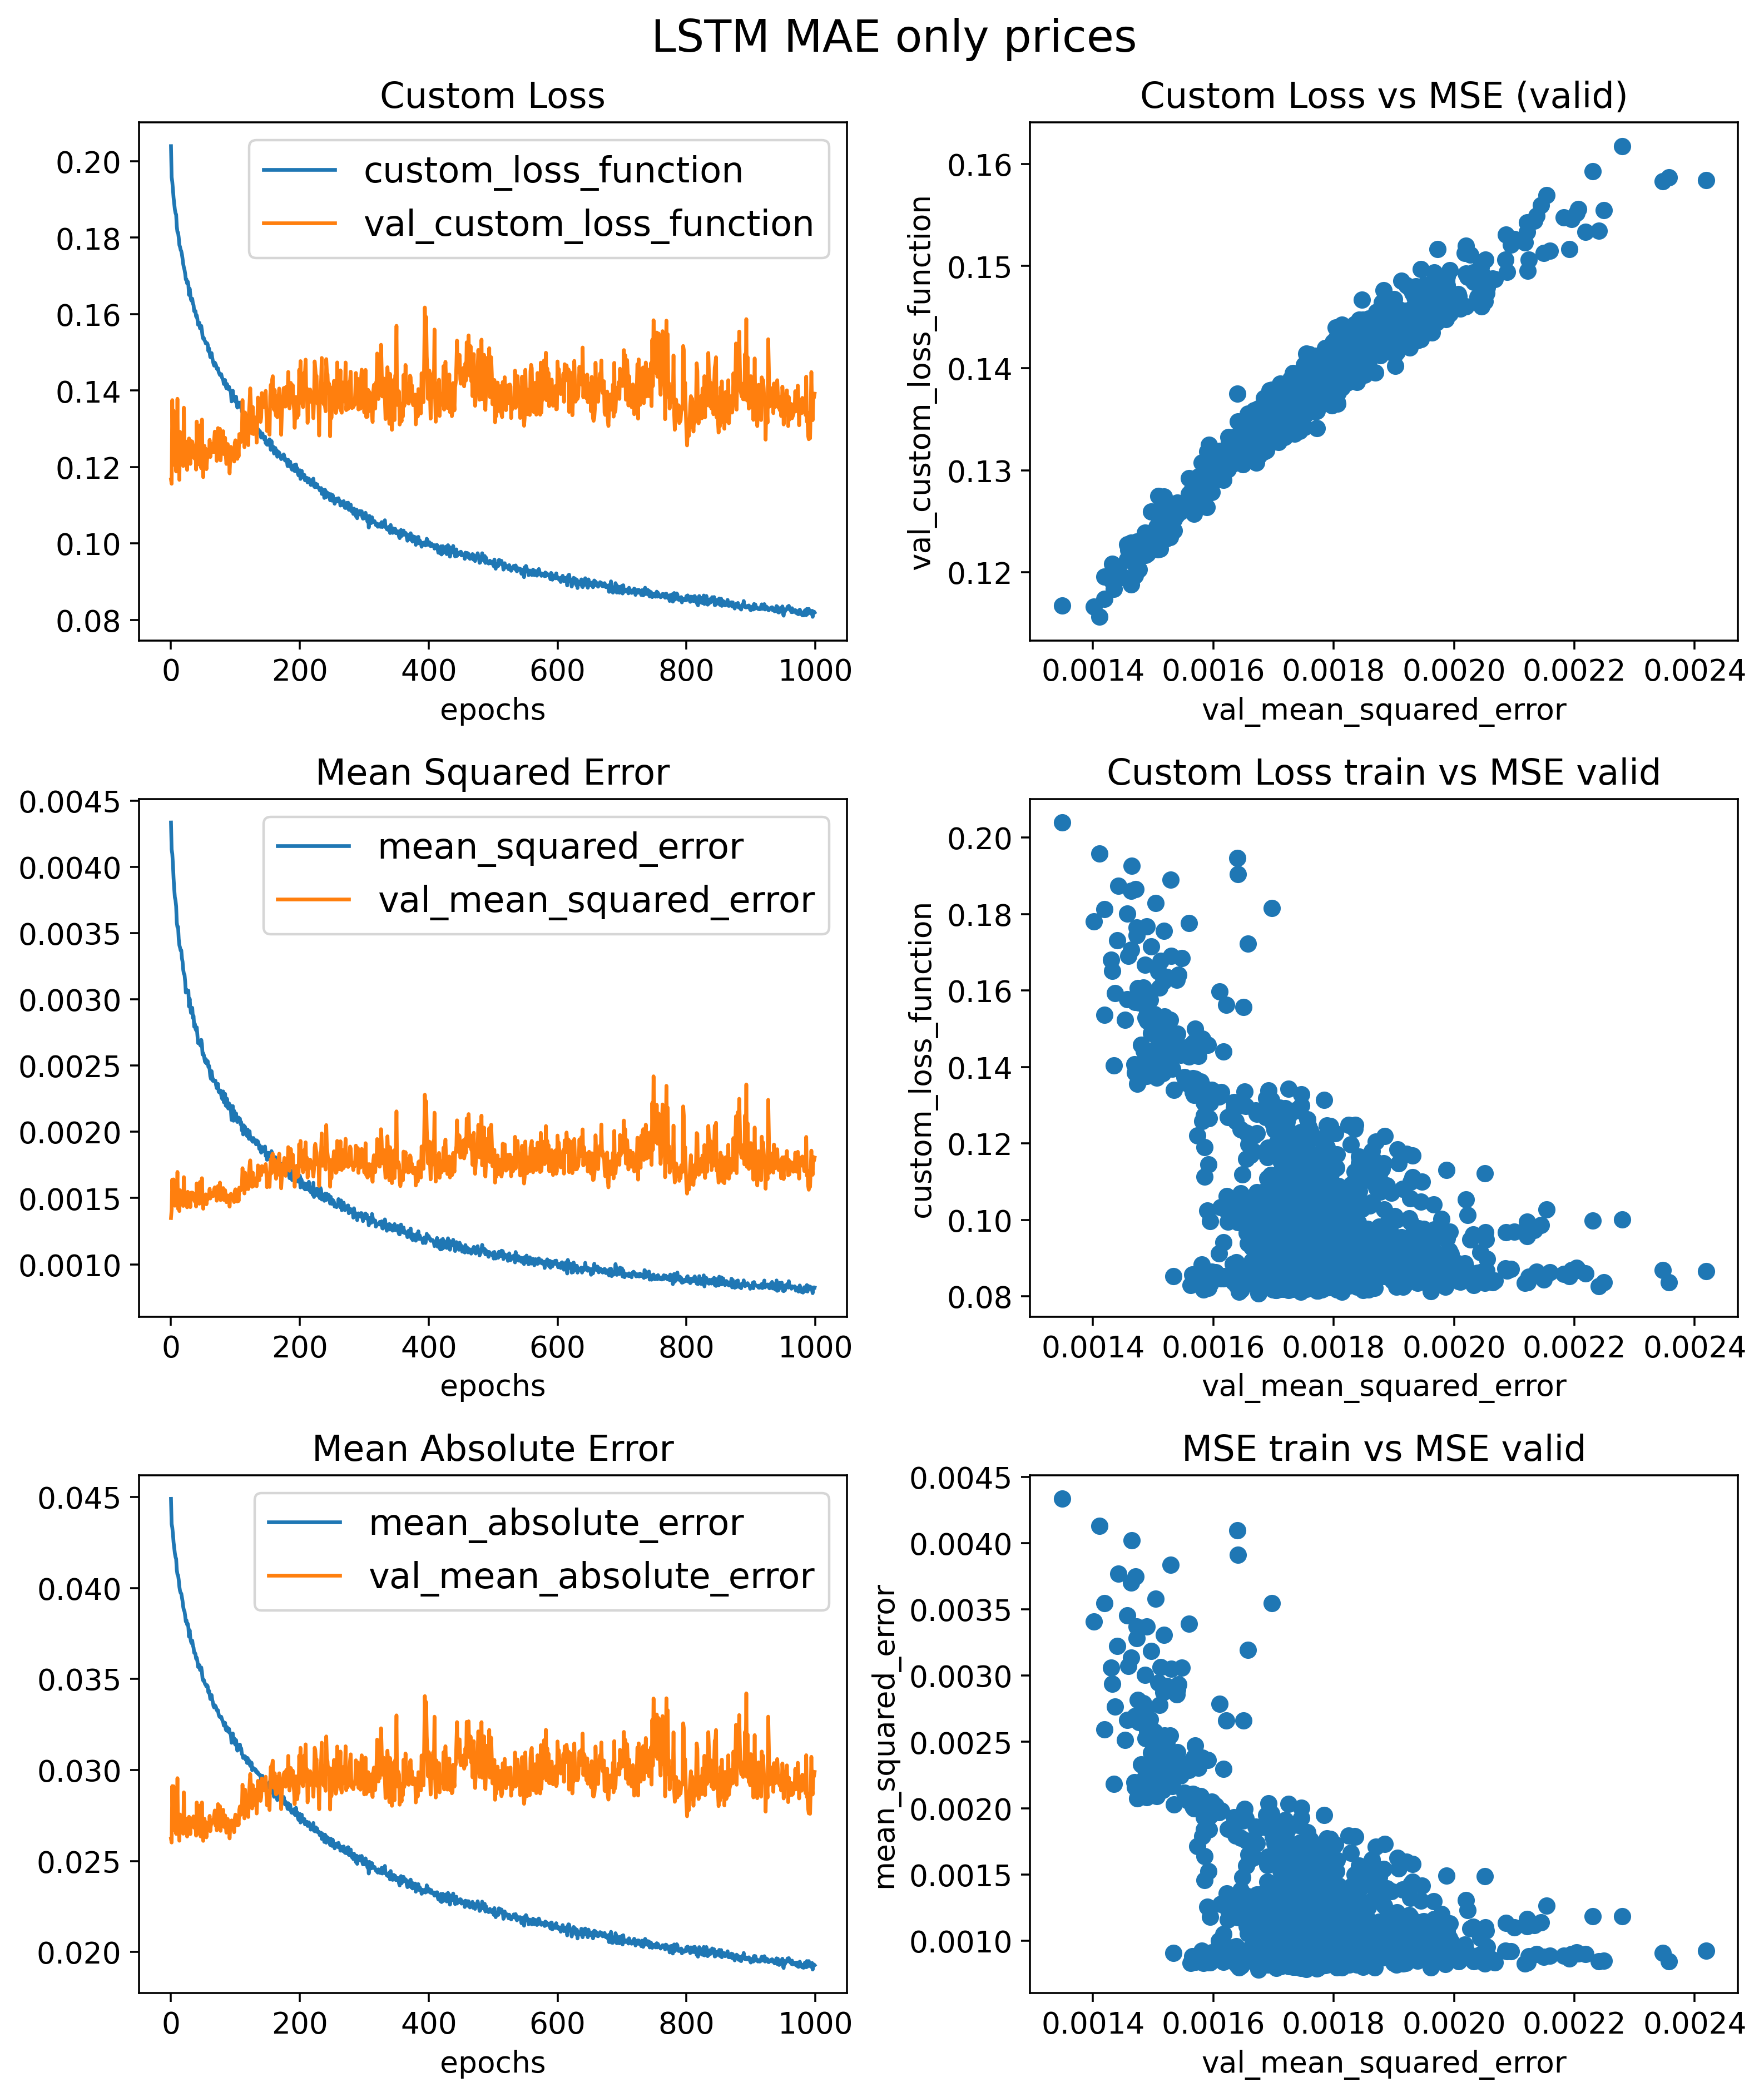 LSTM MAE only prices
Custom Loss
0.20
0.18
0.16
0.14
0.12
0.10
0.08
custom_loss_function
val_custom_loss_function
0 200 400 600 800 1000
epochs
Custom Loss vs MSE (valid)
val_custom_loss_function
0.16
0.15
0.14
0.13
0.12
0.0014 0.0016 0.0018 0.0020 0.0022 0.0024
val_mean_squared_error
Mean Squared Error
0.0045
0.0040
0.0035
0.0030
0.0025
0.0020
0.0015
0.0010
mean_squared_error
val_mean_squared_error
0 200 400 600 800 1000
epochs
Custom Loss train vs MSE valid
custom_loss_function
0.20
0.18
0.16
0.14
0.12
0.10
0.08
0.0014 0.0016 0.0018 0.0020 0.0022 0.0024
val_mean_squared_error
Mean Absolute Error
0.045
0.040
0.035
0.030
0.025
0.020
mean_absolute_error
val_mean_absolute_error
0 200 400 600 800 1000
epochs
MSE train vs MSE valid
mean_squared_error
0.0045
0.0040
0.0035
0.0030
0.0025
0.0020
0.0015
0.0010
0.0014 0.0016 0.0018 0.0020 0.0022 0.0024
val_mean_squared_error